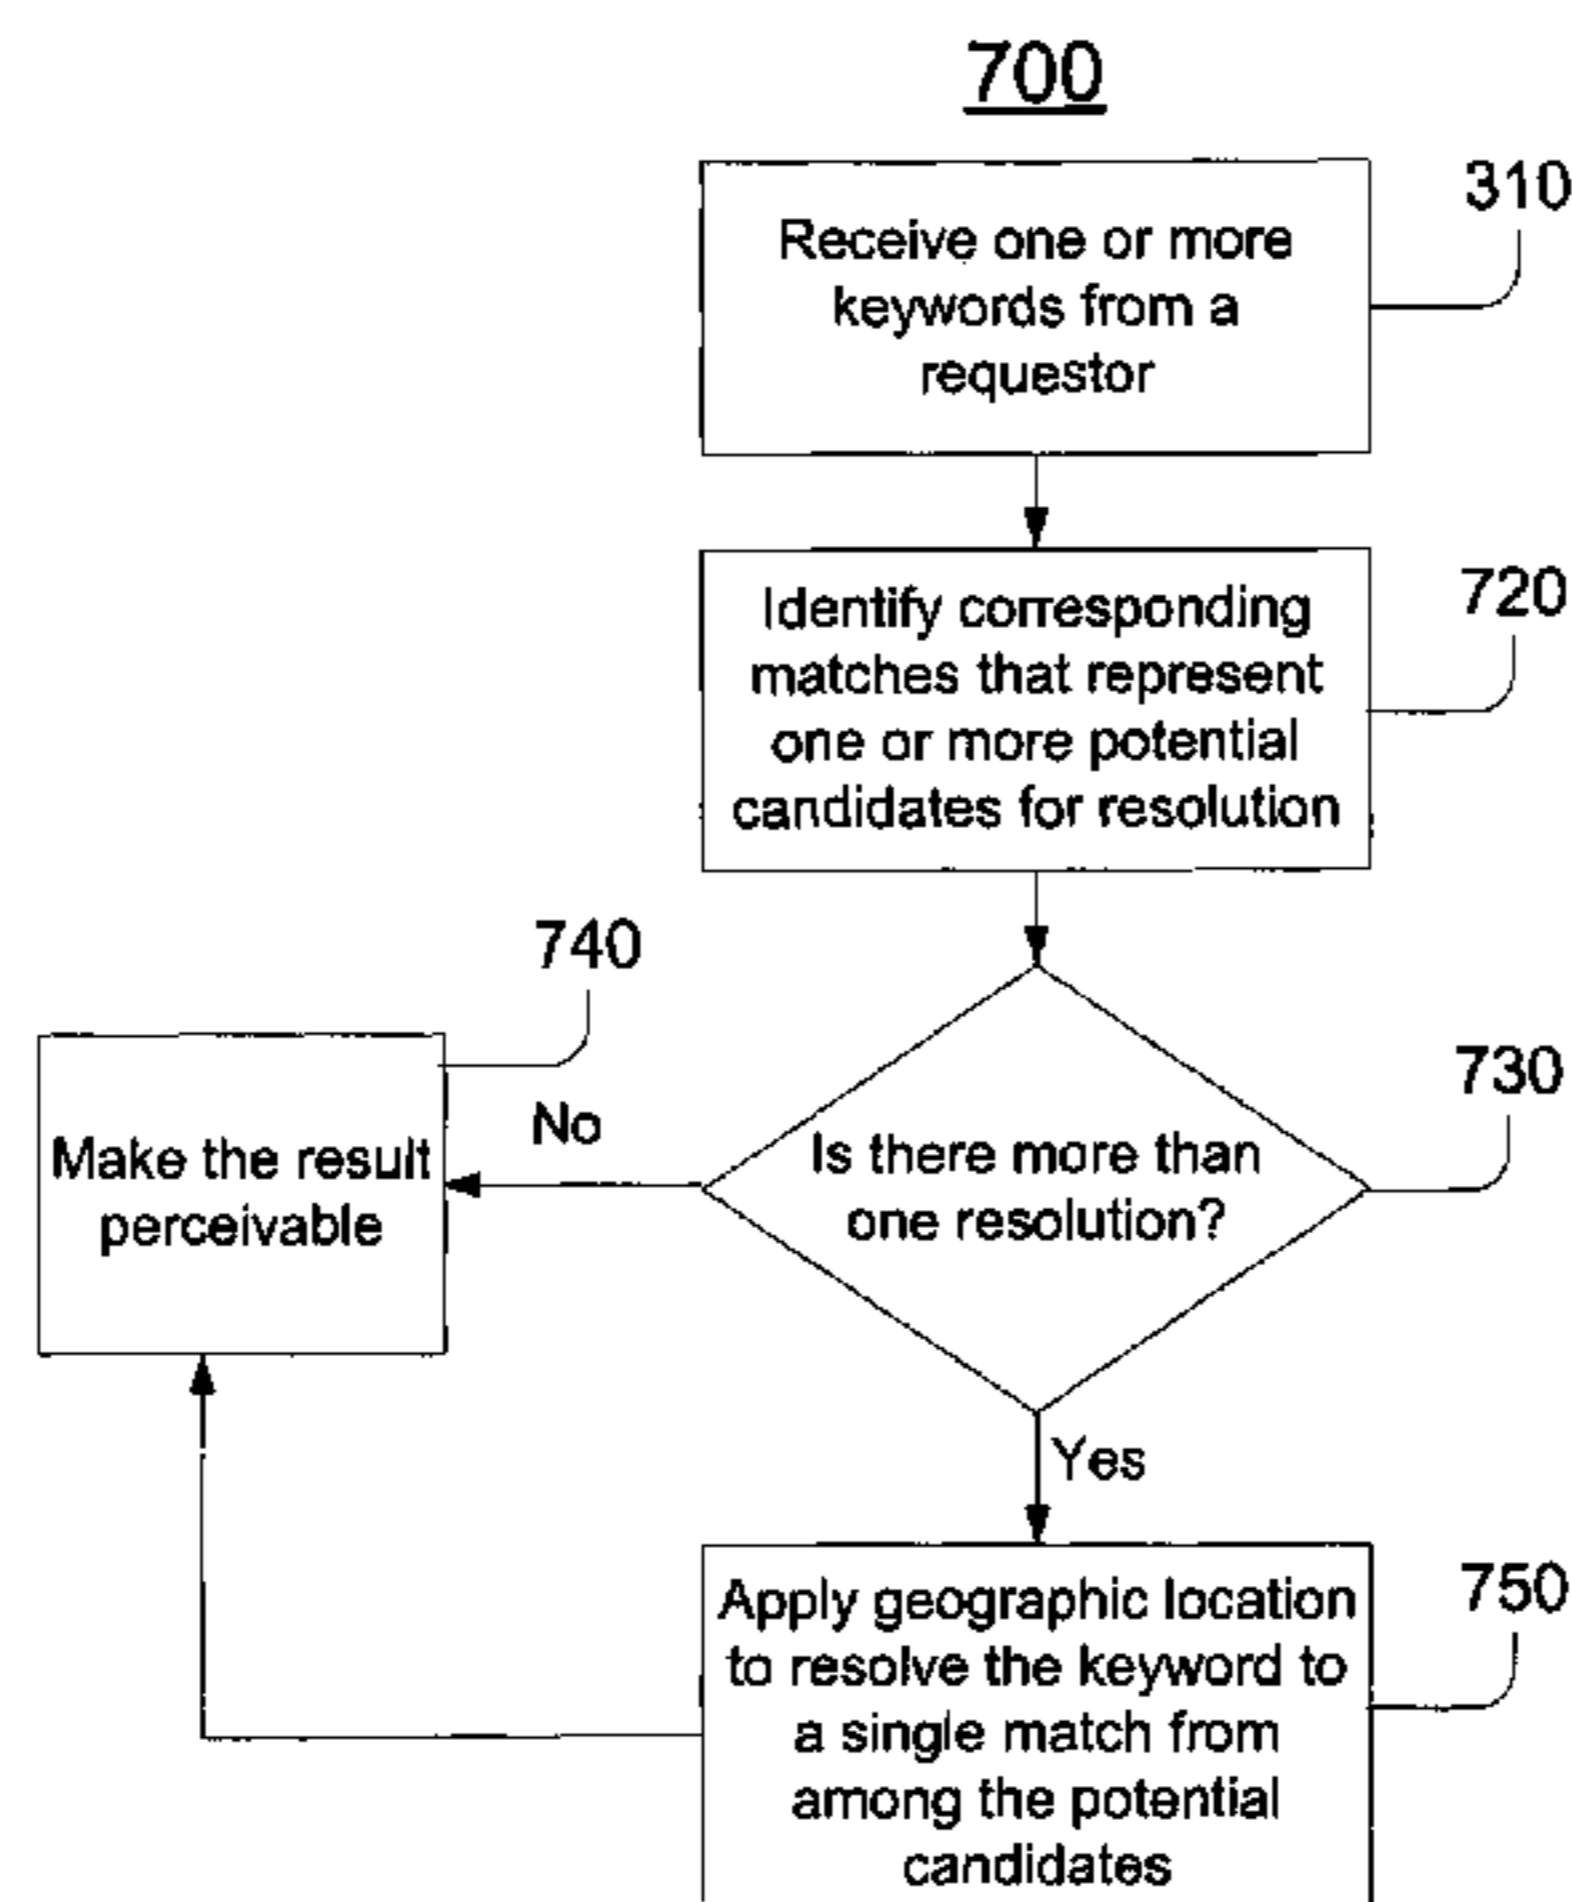 700
310
Receive one or more
keywords from a
requestor
720
Identify corresponding
matches that represent
one or more potential
candidates for resolution
740
730
Make the result
perceivable
No
Is there more than
one resolution?
Yes
750
Apply geographic location
to resolve the keyword to
a single match from
among the potential
candidates